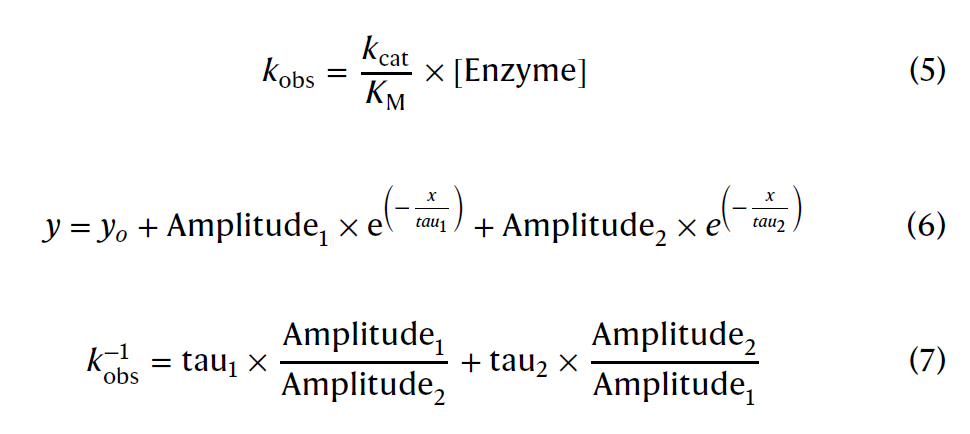 k_obs = k_cat / K_M × [Enzyme] (5)
y = y_o + Amplitude_1 × e^(− x / tau_1) + Amplitude_2 × e^(− x / tau_2) (6)
k_obs^−1 = tau_1 × Amplitude_1 / Amplitude_2 + tau_2 × Amplitude_2 / Amplitude_1 (7)